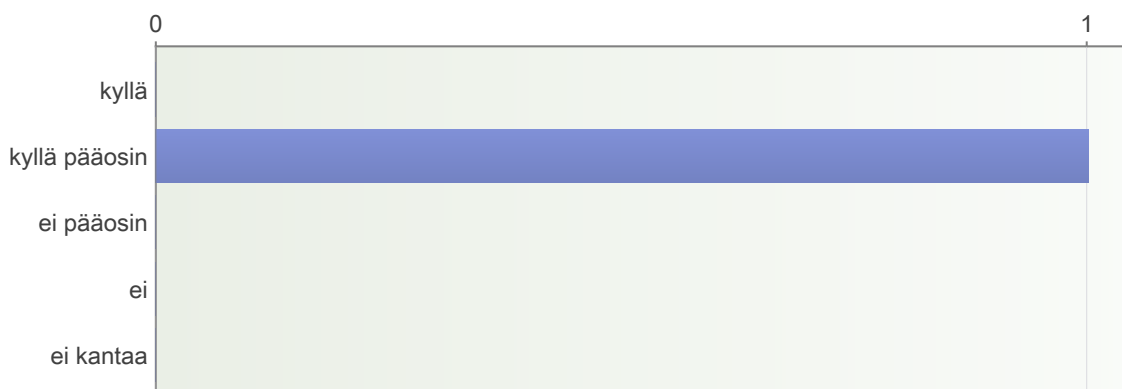 0 1
kyllä
kyllä pääosin
ei pääosin
ei
ei kantaa